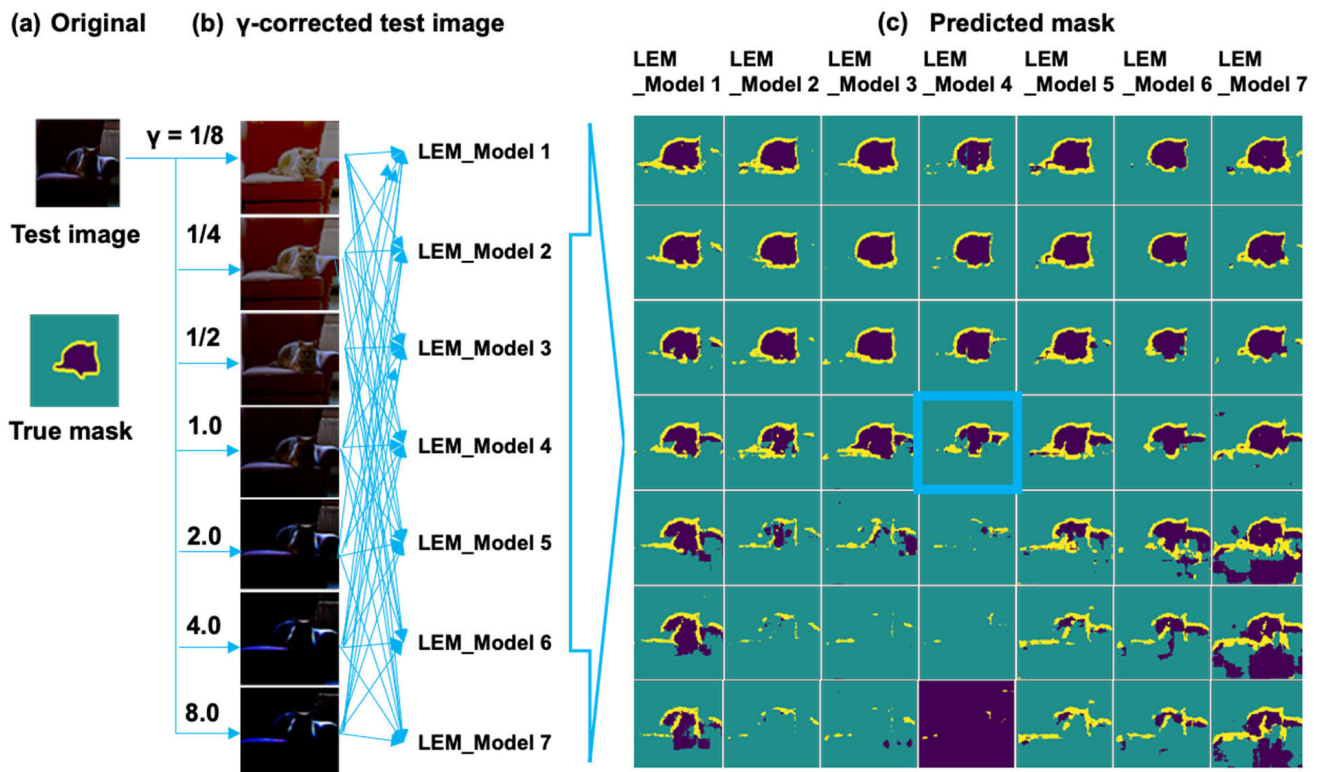 (a) Original
(b) γ-corrected test image
(c) Predicted mask
LEM
_Model 1
LEM
_Model 2
LEM
_Model 3
LEM
_Model 4
LEM
_Model 5
LEM
_Model 6
LEM
_Model 7
γ = 1/8
1/4
1/2
1.0
2.0
4.0
8.0
Test image
True mask
LEM_Model 1
LEM_Model 2
LEM_Model 3
LEM_Model 4
LEM_Model 5
LEM_Model 6
LEM_Model 7